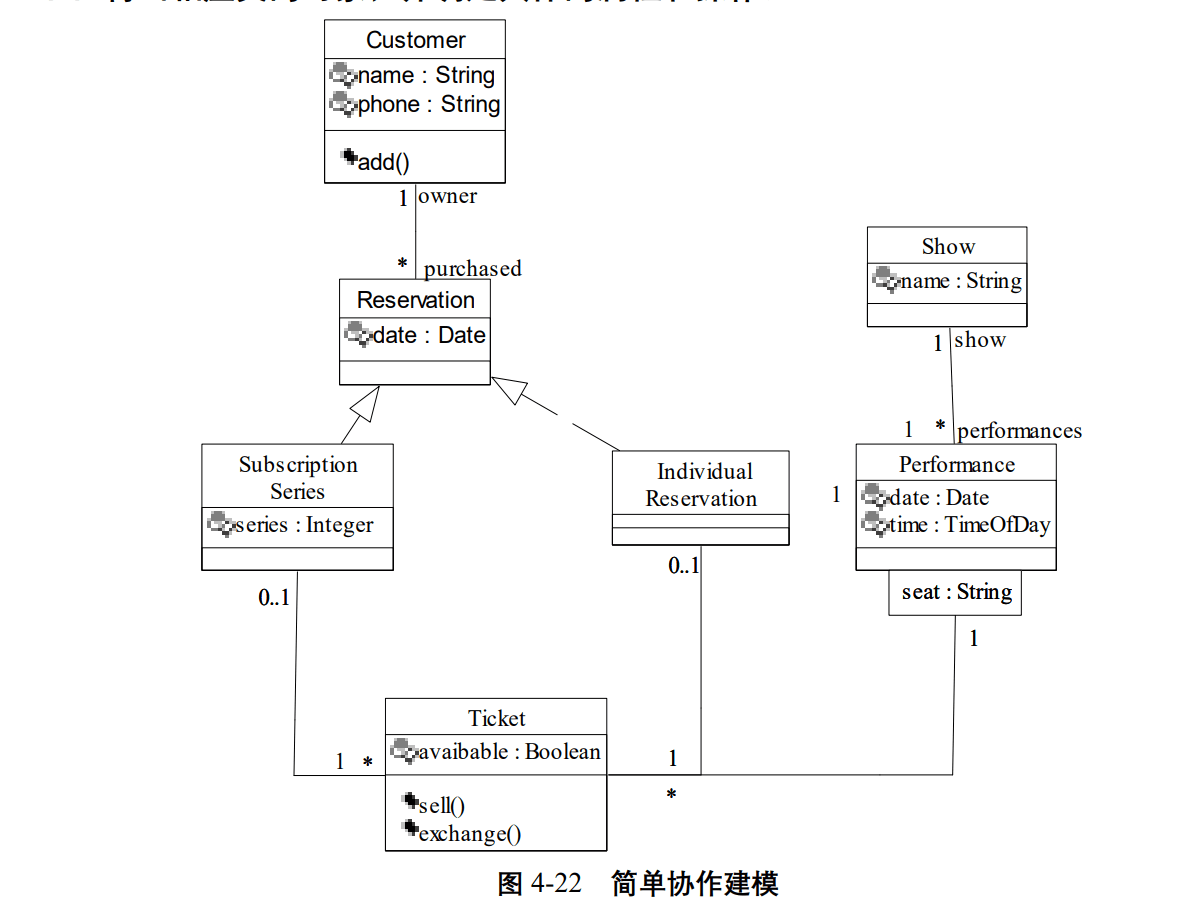 Customer
name : String
phone : String
add()
1 owner
* purchased
Reservation
date : Date
Show
name : String
1 show
1 * performances
Performance
1
date : Date
time : TimeOfDay
seat : String
1
Subscription
Series
series : Integer
0..1
Individual
Reservation
0..1
Ticket
avaibable : Boolean
sell()
exchange()
1 *
1
*
图 4-22 简单协作建模